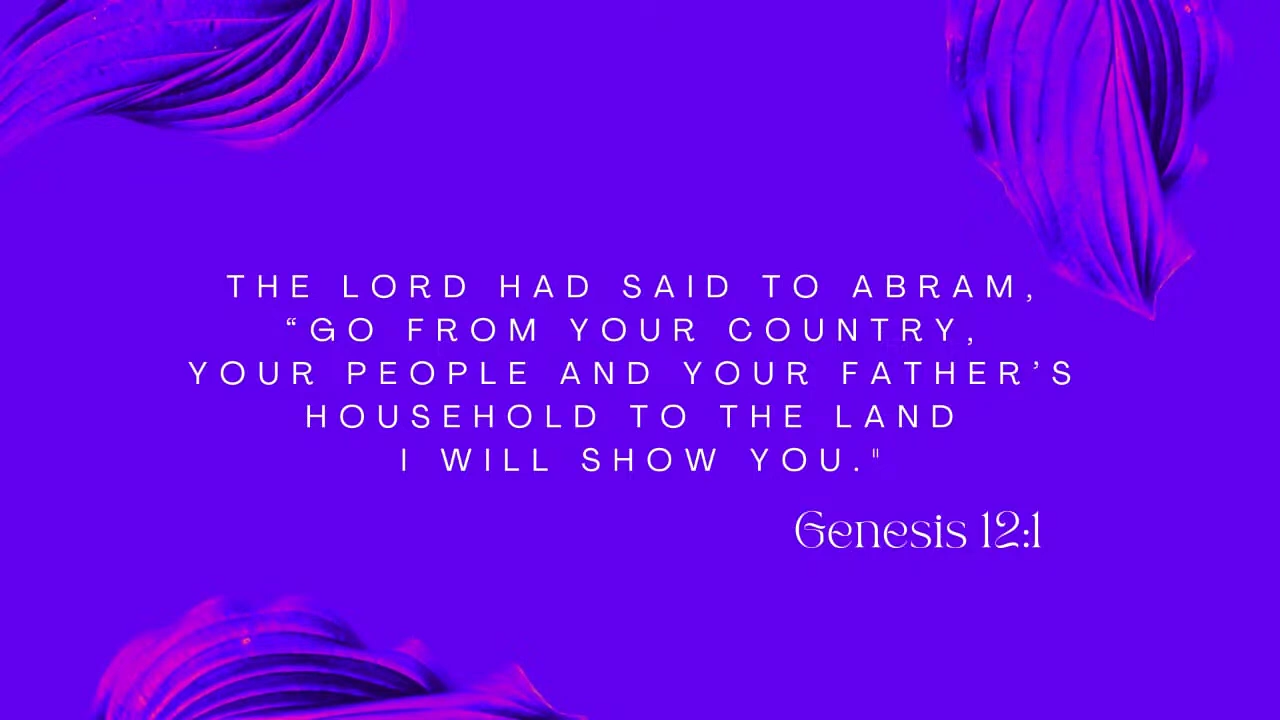 THE LORD HAD SAID TO ABRAM,
“GO FROM YOUR COUNTRY,
YOUR PEOPLE AND YOUR FATHER’S
HOUSEHOLD TO THE LAND
I WILL SHOW YOU."
Genesis 12:1